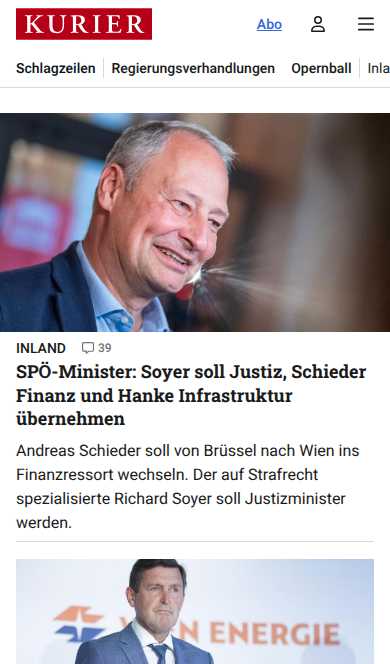 KURIER
Abo
Schlagzeilen
Regierungsverhandlungen
Opernball
Inla
INLAND
39
SPÖ-Minister: Soyer soll Justiz, Schieder
Finanz und Hanke Infrastruktur
übernehmen
Andreas Schieder soll von Brüssel nach Wien ins
Finanzressort wechseln. Der auf Strafrecht
spezialisierte Richard Soyer soll Justizminister
werden.
W N ENERGIE